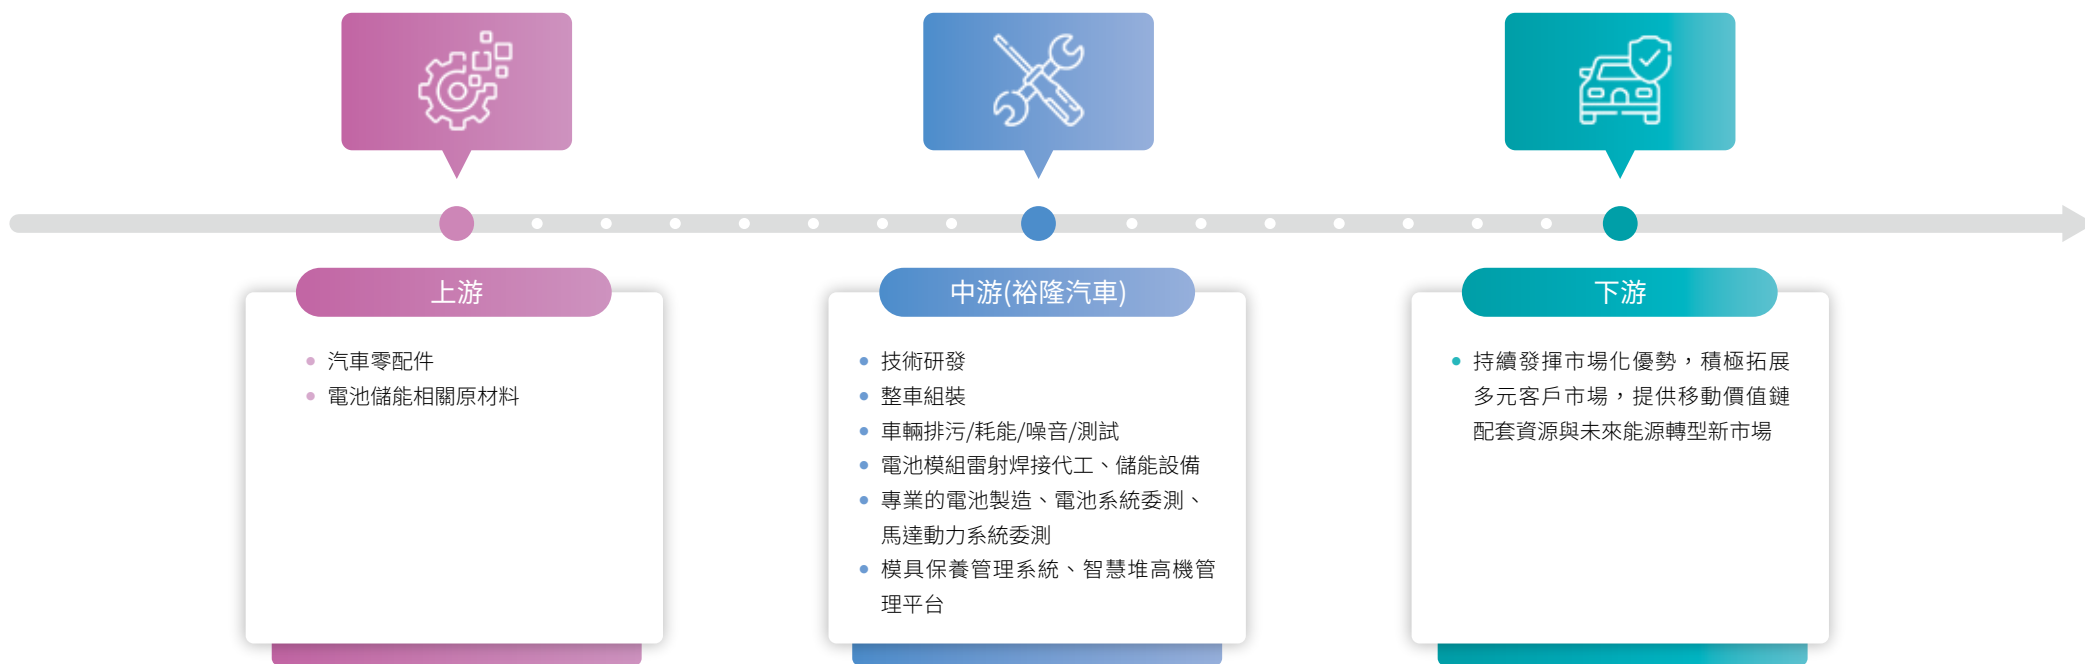 上游
汽車零配件
電池儲能相關原材料
中游(裕隆汽車)
技術研發
整車組裝
車輛排污/耗能/噪音/測試
電池模組雷射焊接代工、儲能設備
專業的電池製造、電池系統委測、
馬達動力系統委測
模具保養管理系統、智慧堆高機管
理平台
下游
持續發揮市場化優勢，積極拓展
多元客戶市場，提供移動價值鏈
配套資源與未來能源轉型新市場